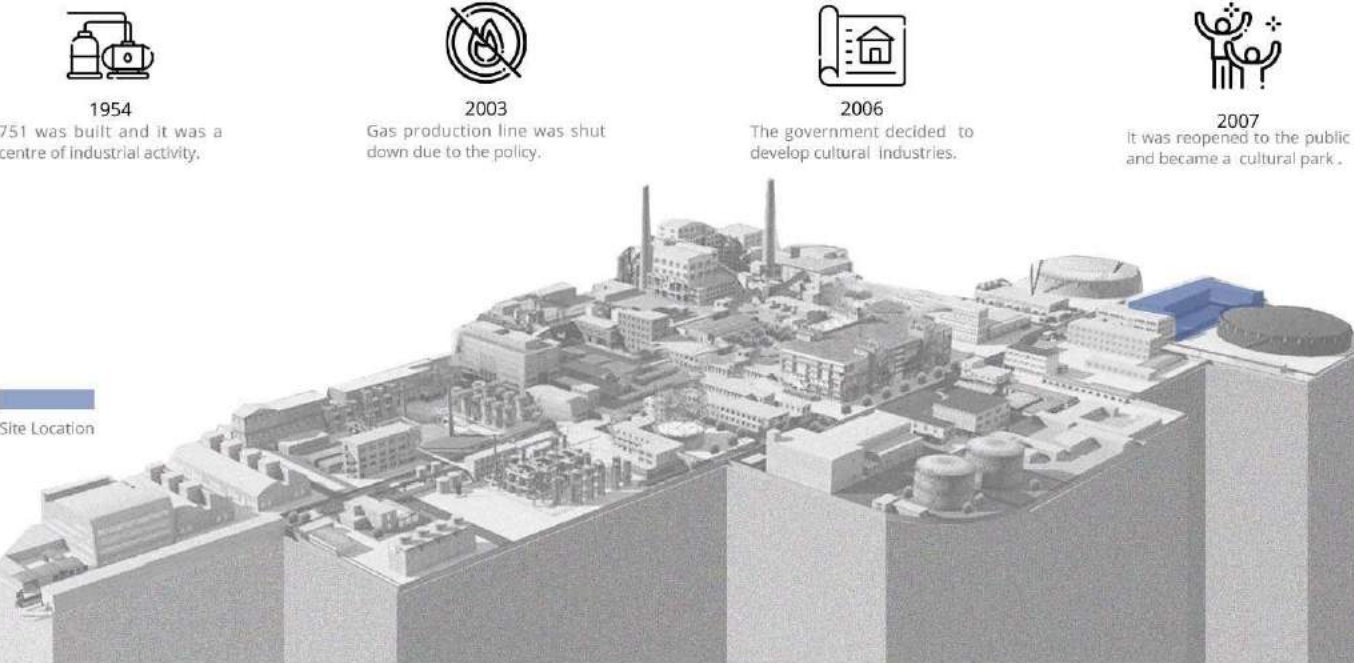 1954
751 was built and it was a
centre of industrial activity.
2003
Gas production line was shut
down due to the policy.
2006
The government decided to
develop cultural industries.
2007
It was reopened to the public
and became a cultural park .
Site Location